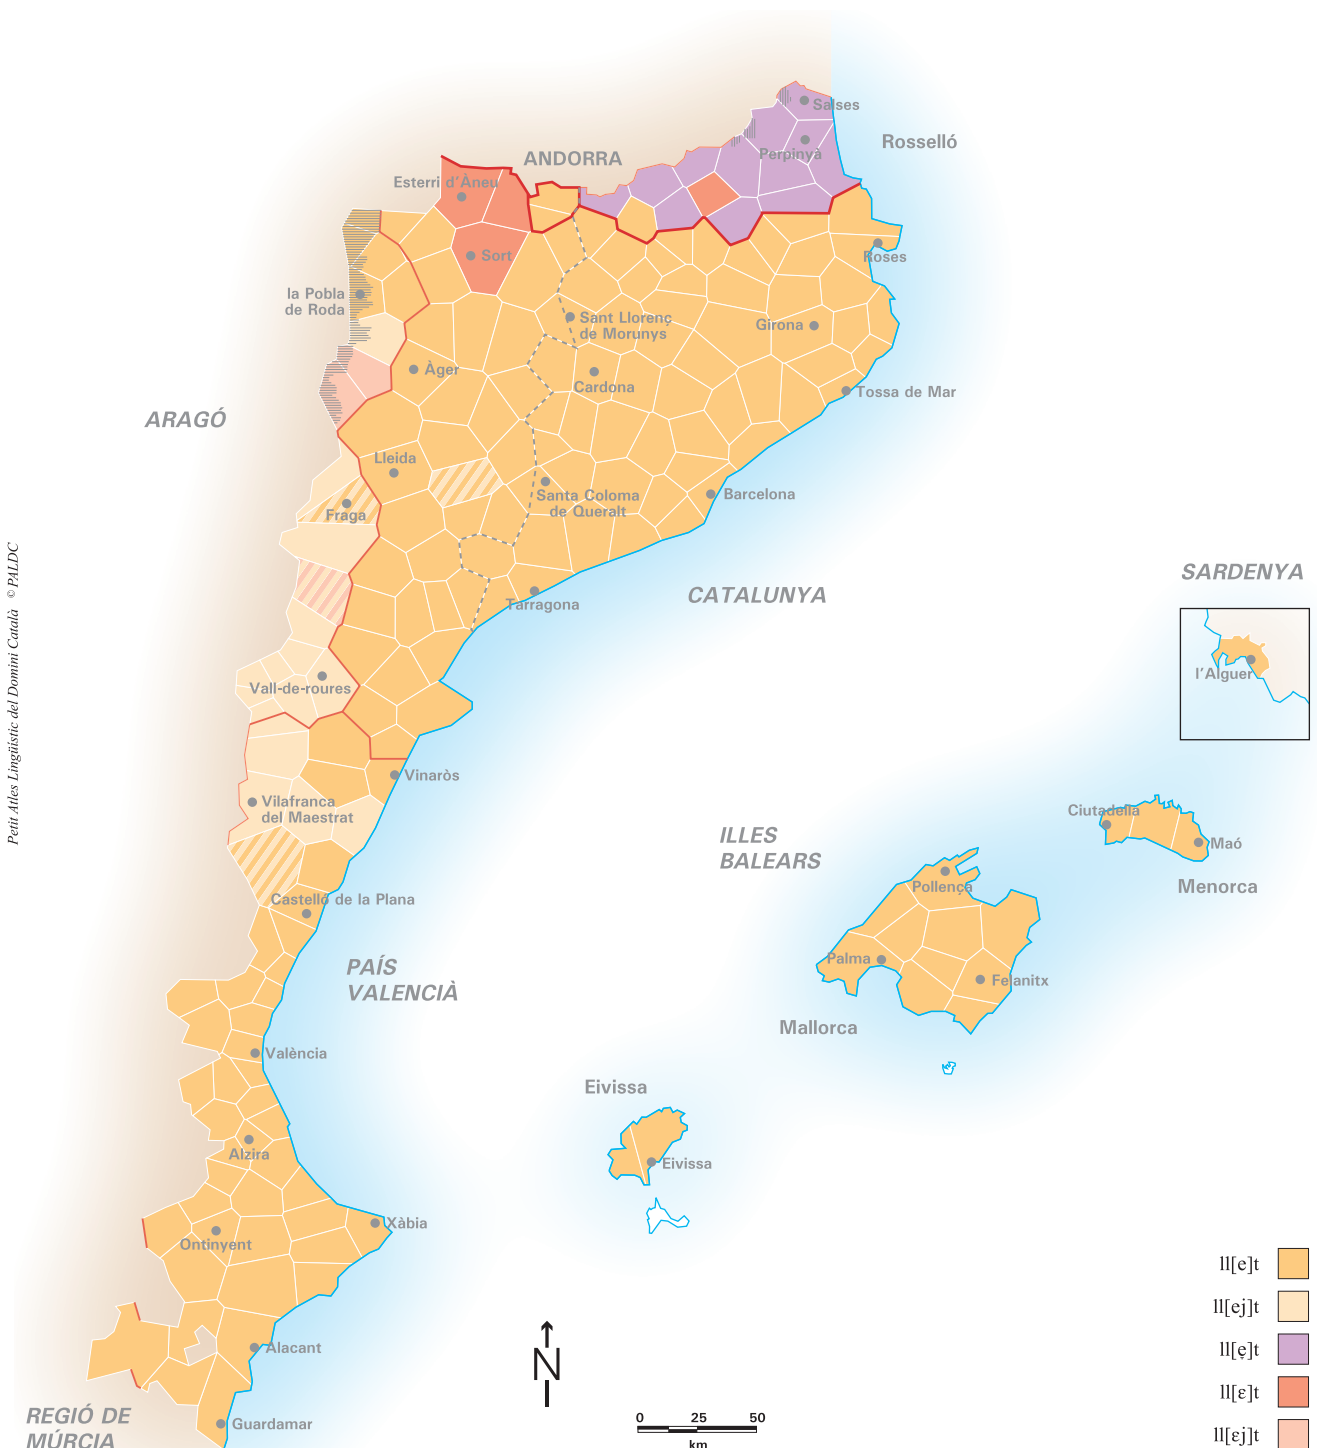 Salses
Rosselló
Perpinyà
ANDORRA
Esterri d'Àneu
Sort
Roses
la Pobla
de Roda
Sant Llorenç
de Morunys
Girona
Àger
Cardona
Tossa de Mar
ARAGÓ
Lleida
Santa Coloma
de Queralt
Barcelona
Fraga
Tarragona
CATALUNYA
SARDENYA
l'Alguer
Petit Atles Lingüístic del Domini Català © PALDC
Vall-de-roures
Vinaròs
Vilafranca
del Maestrat
ILLES
BALEARS
Ciutadella
Maó
Menorca
Pollença
Castelló de la Plana
PAÍS
VALENCIÀ
Palma
Felanitx
Mallorca
València
Eivissa
Alzira
Eivissa
Xàbia
Ontinyent
Alacant
Guardamar
REGIÓ DE
MÚRCIA
N
0 25 50
km
ll[e]t
ll[ej]t
ll[ẹ]t
ll[ɛ]t
ll[ɛj]t